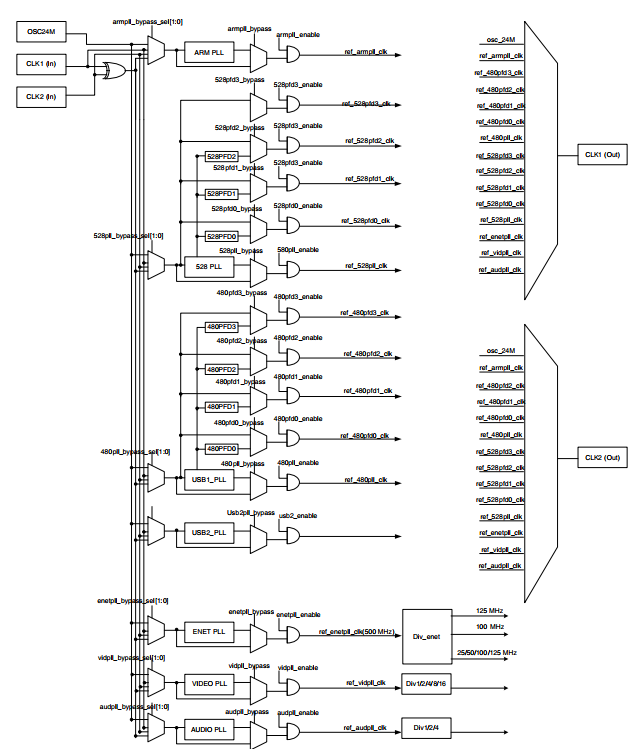 armpll_bypass_sel[1:0]
OSC24M
CLK1 (In)
CLK2 (In)
armpll_bypass
armpll_enable
ARM PLL
ref_armpll_clk
528pfd3_bypass
528pfd3_enable
ref_528pfd3_clk
528pfd2_bypass
528pfd3_enable
528PFD2
ref_528pfd2_clk
528pfd1_bypass
528pfd3_enable
528PFD1
ref_528pfd1_clk
528pfd0_bypass
528pfd3_enable
528PFD0
ref_528pfd0_clk
528pll_bypass_sel[1:0]
528pll_bypass
580pll_enable
528 PLL
ref_528pll_clk
480pfd3_bypass
480pfd3_enable
480PFD3
ref_480pfd3_clk
480pfd2_bypass
480pfd2_enable
480PFD2
ref_480pfd2_clk
480pfd1_bypass
480pfd1_enable
480PFD1
ref_480pfd1_clk
480pfd0_bypass
480pfd0_enable
480PFD0
ref_480pfd0_clk
480pll_bypass_sel[1:0]
480pll_bypass
480pll_enable
USB1_PLL
ref_480pll_clk
Usb2pll_bypass
usb2_enable
USB2_PLL
enetpll_bypass_sel[1:0]
enetpll_bypass
enetpll_enable
ENET PLL
ref_enetpll_clk(500 MHz)
Div_enet
125 MHz
100 MHz
25/50/100/125 MHz
vidpll_bypass_sel[1:0]
vidpll_bypass
vidpll_enable
VIDEO PLL
ref_vidpll_clk
Div1/2/4/8/16
audpll_bypass_sel[1:0]
audpll_bypass
audpll_enable
AUDIO PLL
ref_audpll_clk
Div1/2/4
osc_24M
ref_armpll_clk
ref_480pfd3_clk
ref_480pfd2_clk
ref_480pfd1_clk
ref_480pfd0_clk
ref_480pll_clk
ref_528pfd3_clk
ref_528pfd2_clk
ref_528pfd1_clk
ref_528pfd0_clk
ref_528pll_clk
ref_enetpll_clk
ref_vidpll_clk
ref_audpll_clk
CLK1 (Out)
osc_24M
ref_armpll_clk
ref_480pfd2_clk
ref_480pfd1_clk
ref_480pfd0_clk
ref_480pll_clk
ref_528pfd3_clk
ref_528pfd2_clk
ref_528pfd1_clk
ref_528pfd0_clk
ref_528pll_clk
ref_enetpll_clk
ref_vidpll_clk
ref_audpll_clk
CLK2 (Out)